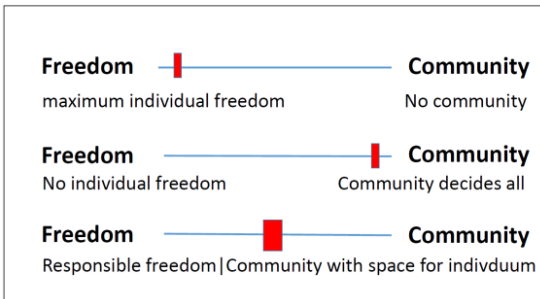 Freedom Community
maximum individual freedom No community
Freedom Community
No individual freedom Community decides all
Freedom Community
Responsible freedom|Community with space for indivduum